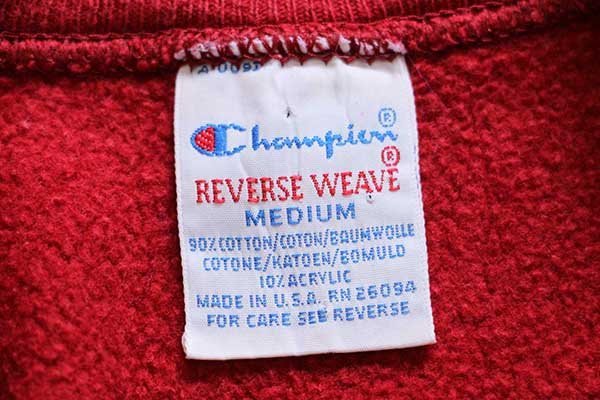 Champion®
REVERSE WEAVE®
MEDIUM
90% COTTON/COTON/BAUMWOLLE
COTONE/KATOEN/BOMULD
10% ACRYLIC
MADE IN U.S.A. RN 26094
FOR CARE SEE REVERSE